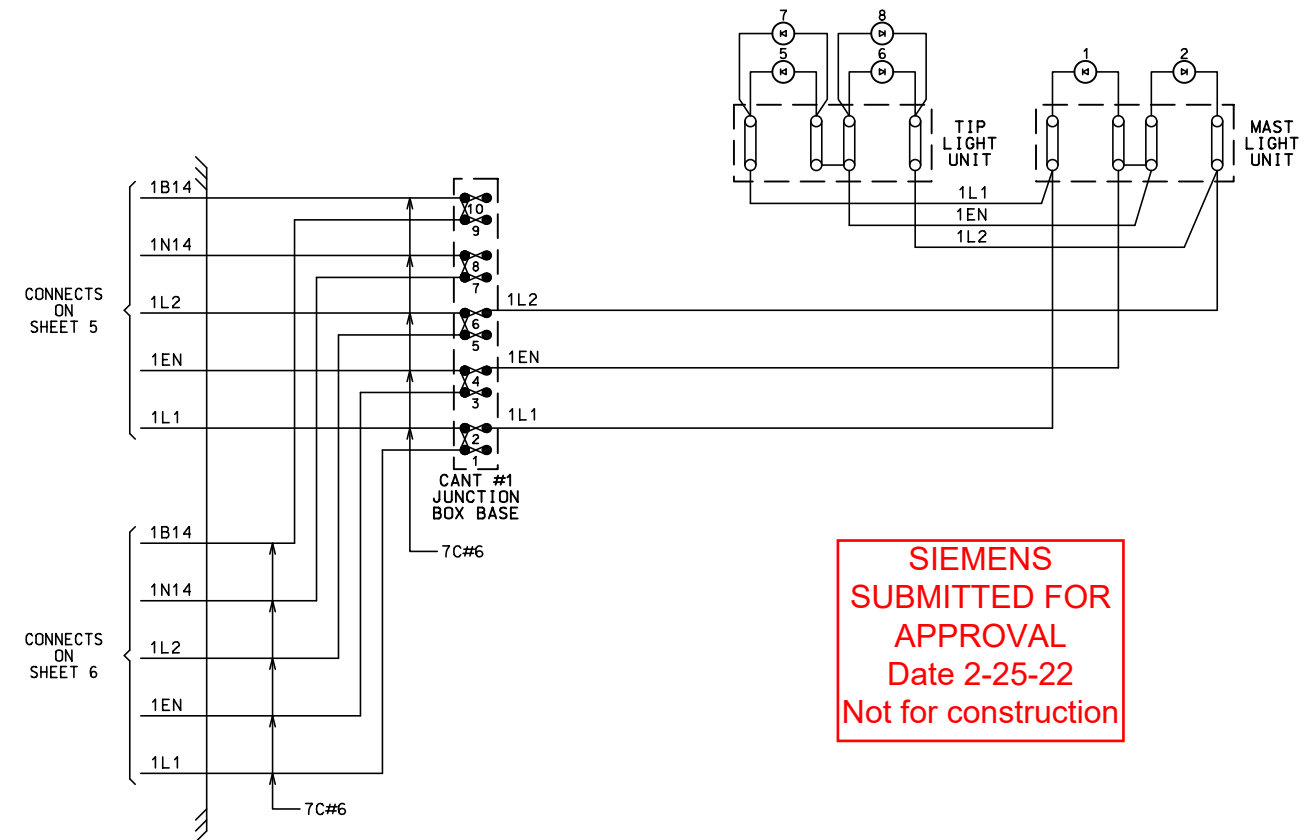 7
8
5
6
1
2
TIP
LIGHT
UNIT
MAST
LIGHT
UNIT
1L1
1EN
1L2
CONNECTS
ON
SHEET 5
1B14
1N14
1L2
1EN
1L1
10
9
8
7
6
5
4
3
2
1
1L2
1EN
1L1
CANT #1
JUNCTION
BOX BASE
7C#6
CONNECTS
ON
SHEET 6
1B14
1N14
1L2
1EN
1L1
7C#6
SIEMENS
SUBMITTED FOR
APPROVAL
Date 2-25-22
Not for construction